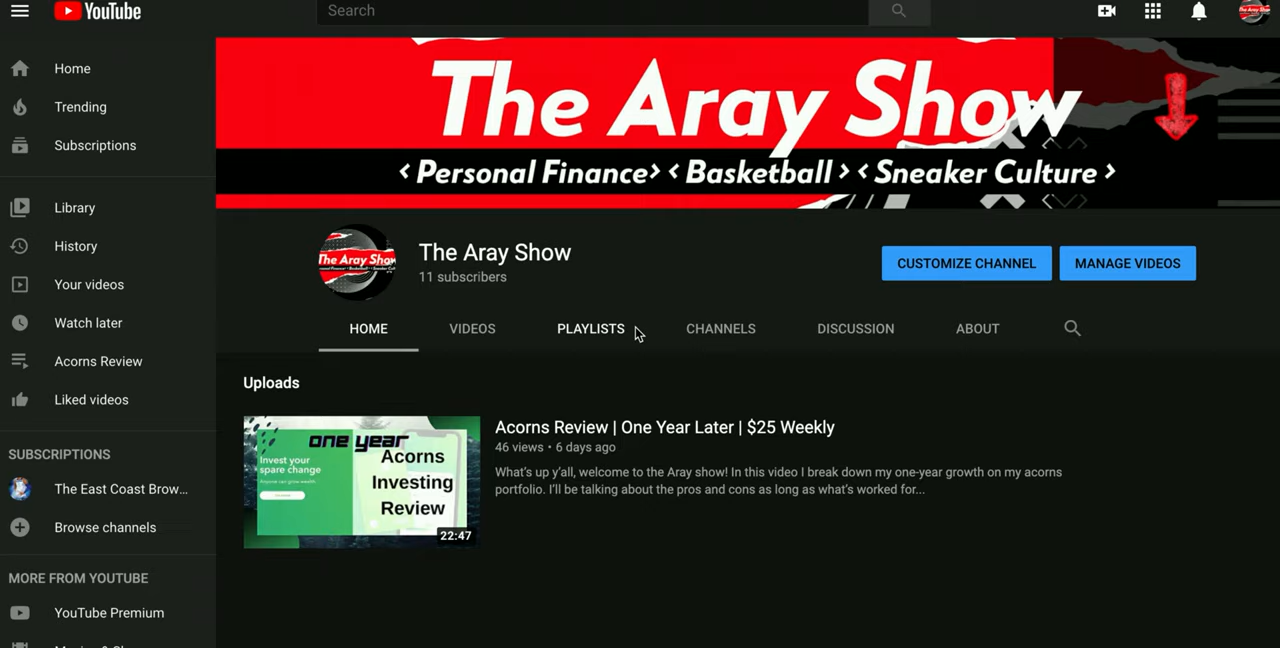 YouTube
Search
Home
Trending
Subscriptions
Library
History
Your videos
Watch later
Acorns Review
Liked videos
SUBSCRIPTIONS
The East Coast Brow...
Browse channels
MORE FROM YOUTUBE
YouTube Premium
The Aray Show
‹ Personal Finance› ‹ Basketball › ‹ Sneaker Culture ›
The Aray Show
The Aray Show
11 subscribers
CUSTOMIZE CHANNEL
MANAGE VIDEOS
HOME
VIDEOS
PLAYLISTS
CHANNELS
DISCUSSION
ABOUT
Uploads
one year
Invest your
spare change
Acorns
Investing
Review
22:47
Acorns Review | One Year Later | $25 Weekly
46 views • 6 days ago
What's up y'all, welcome to the Aray show! In this video I break down my one-year growth on my acorns
portfolio. I'll be talking about the pros and cons as long as what's worked for...